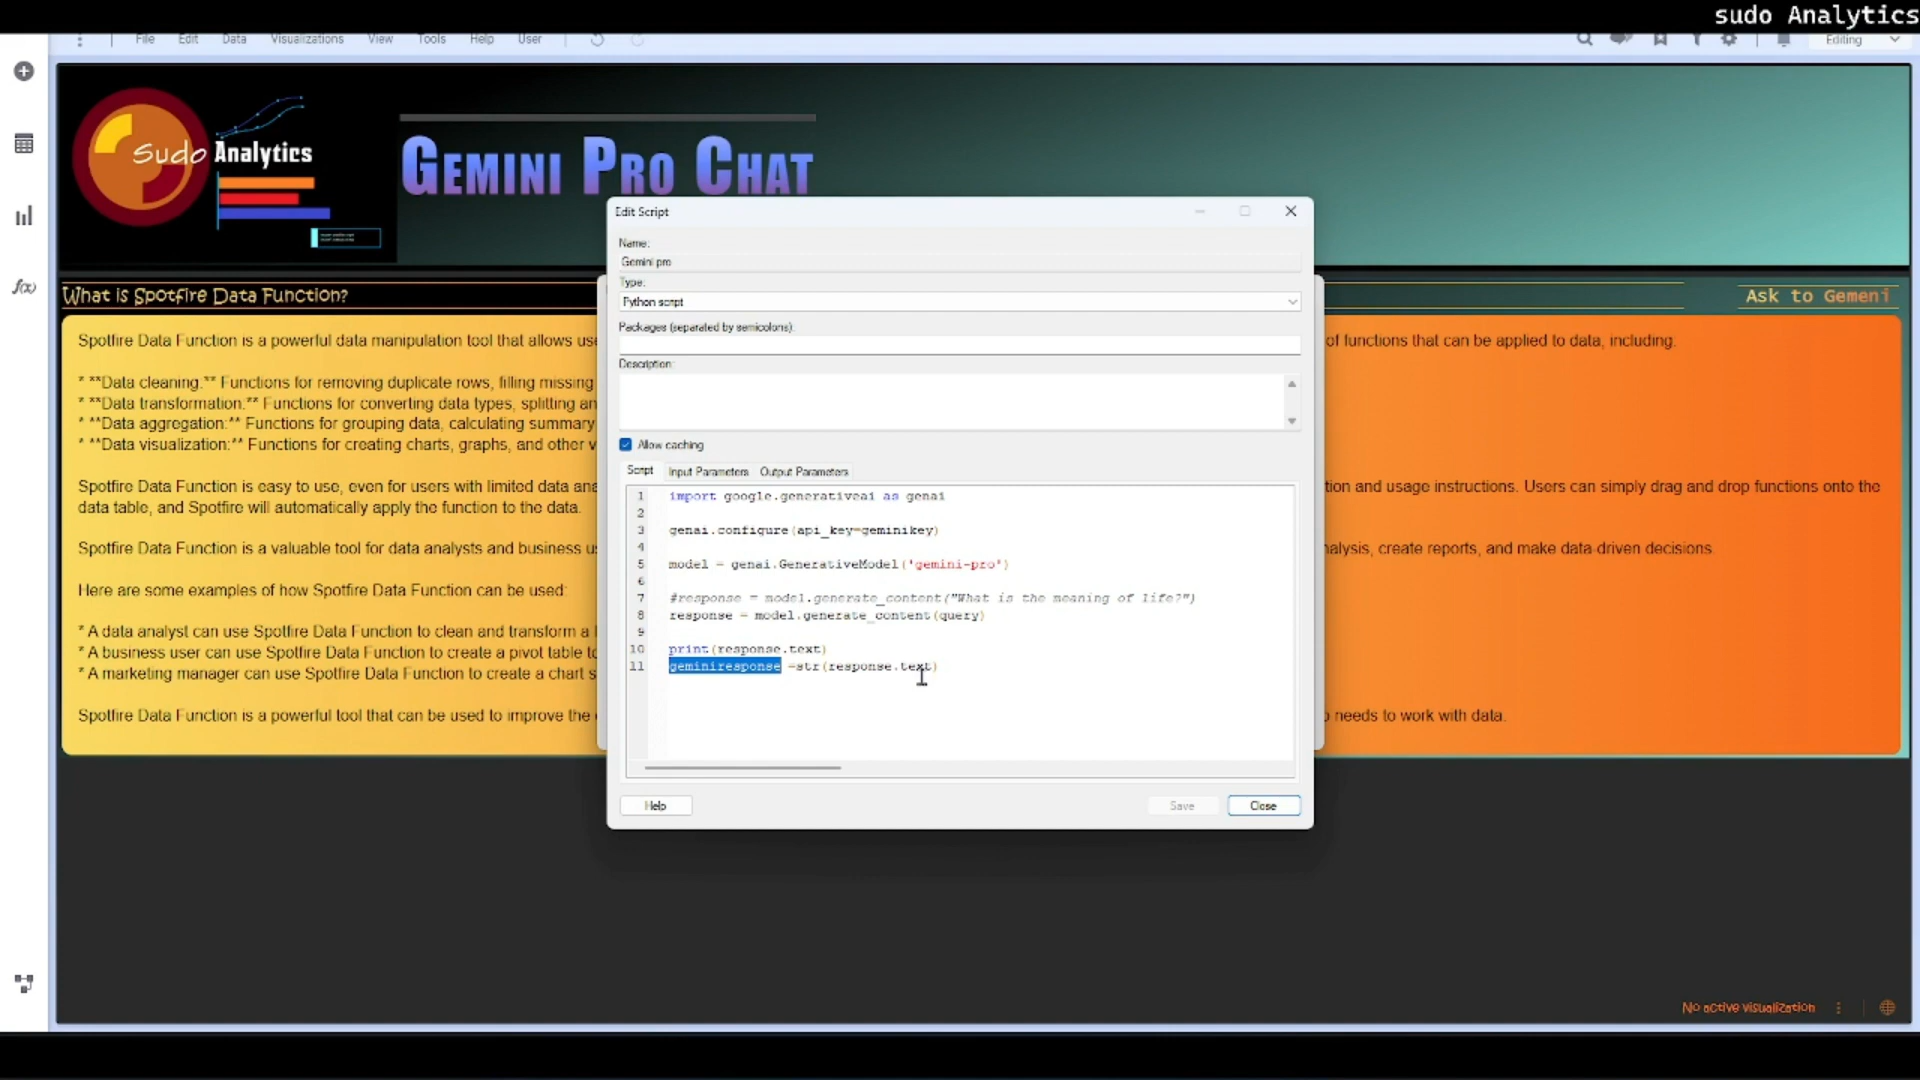 sudo Analytics
File Edit Data Visualizations View Tools Help User
Editing
Sudo Analytics
GEMINI PRO CHAT
What is Spotfire Data Function?
Ask to Gemeni
Spotfire Data Function is a powerful data manipulation tool that allows
of functions that can be applied to data, including:
* **Data cleaning:** Functions for removing duplicate rows, filling missing
* **Data transformation:** Functions for converting data types, splitting
* **Data aggregation:** Functions for grouping data, calculating summary
* **Data visualization:** Functions for creating charts, graphs, and other
Spotfire Data Function is easy to use, even for users with limited data
and usage instructions. Users can simply drag and drop functions onto the
data table, and Spotfire will automatically apply the function to the data.
Spotfire Data Function is a valuable tool for data analysts and business
create reports, and make data-driven decisions.
Here are some examples of how Spotfire Data Function can be used:
* A data analyst can use Spotfire Data Function to clean and transform a
* A business user can use Spotfire Data Function to create a pivot table
* A marketing manager can use Spotfire Data Function to create a chart
Spotfire Data Function is a powerful tool that can be used to improve the
needs to work with data.
Edit Script
Name:
Gemini pro
Type:
Python script
Packages (separated by semicolons):
Description:
Allow caching
Script Input Parameters Output Parameters
1 import google.generativeai as genai
2
3 genai.configure(api_key=geminikey)
4
5 model = genai.GenerativeModel('gemini-pro')
6
7 #response = model.generate_content("What is the meaning of life?")
8 response = model.generate_content(query)
9
10 print(response.text)
11 geminiresponse =str(response.text)
Help Save Close
No active visualization